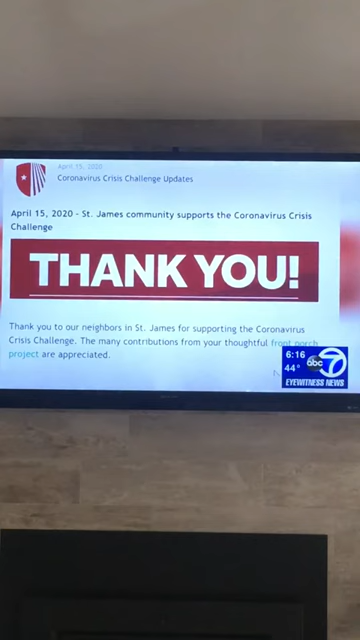 April 15, 2020
Coronavirus Crisis Challenge Updates
April 15, 2020 - St. James community supports the Coronavirus Crisis
Challenge
THANK YOU!
Thank you to our neighbors in St. James for supporting the Coronavirus
Crisis Challenge. The many contributions from your thoughtful front porch
project are appreciated.
6:16
44°
abc 7
EYEWITNESS NEWS